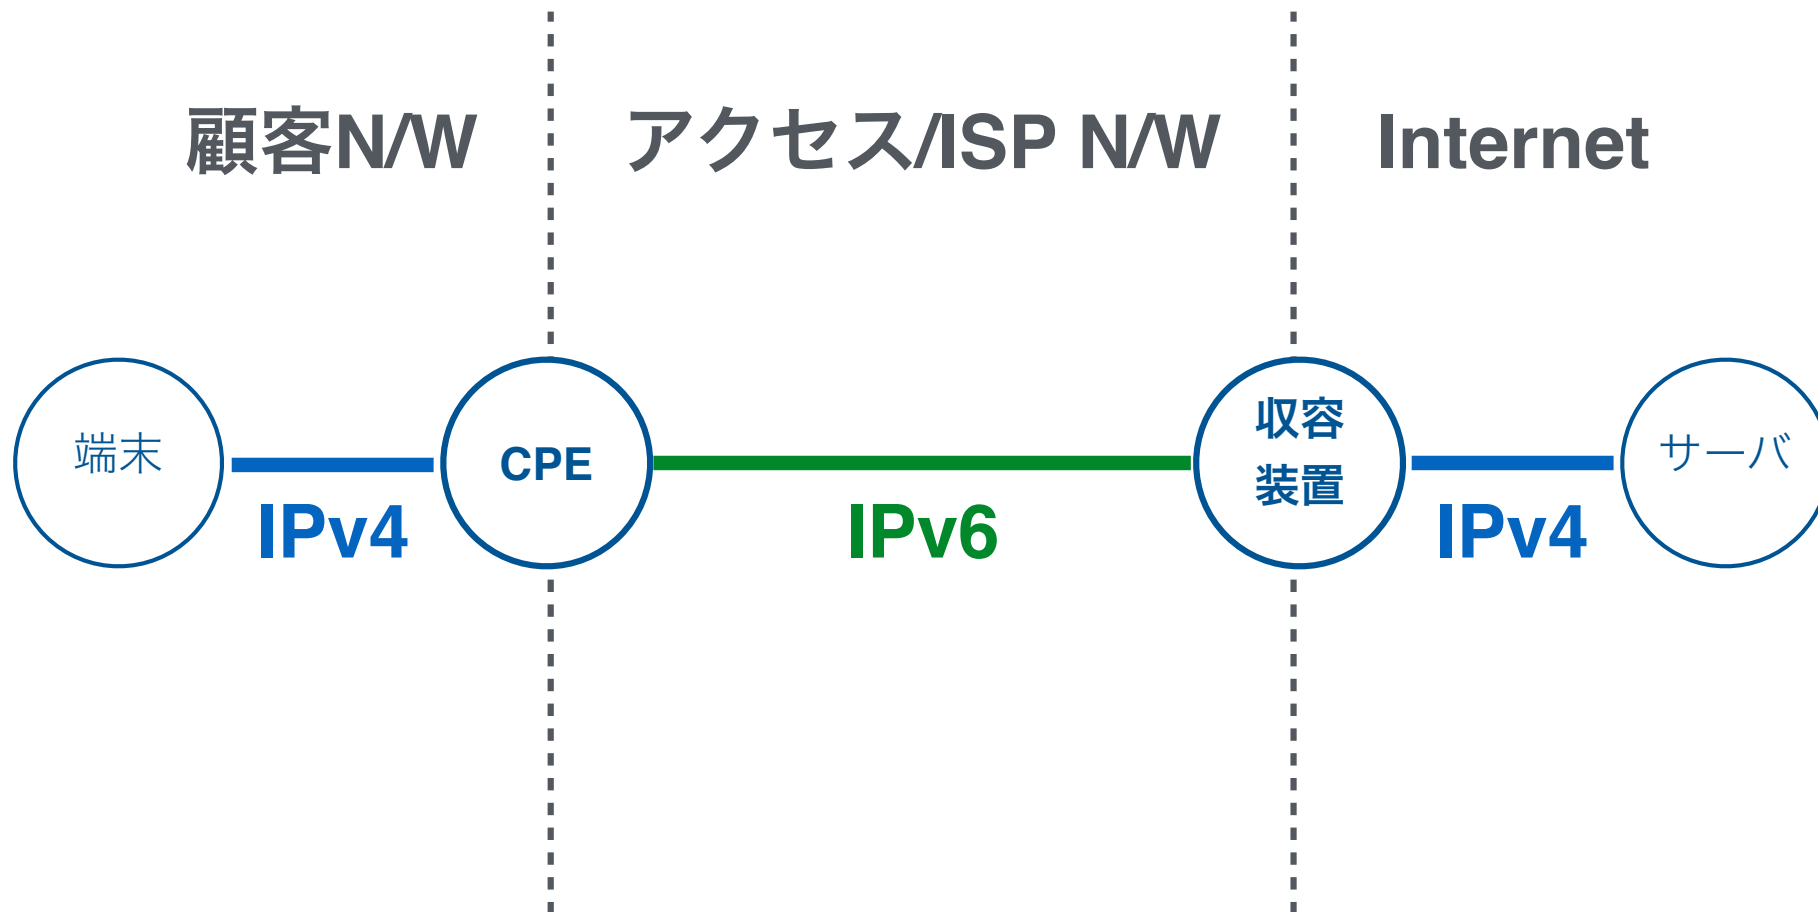 顧客N/W
アクセス/ISP N/W
Internet
端末
CPE
収容
装置
サーバ
IPv4
IPv6
IPv4